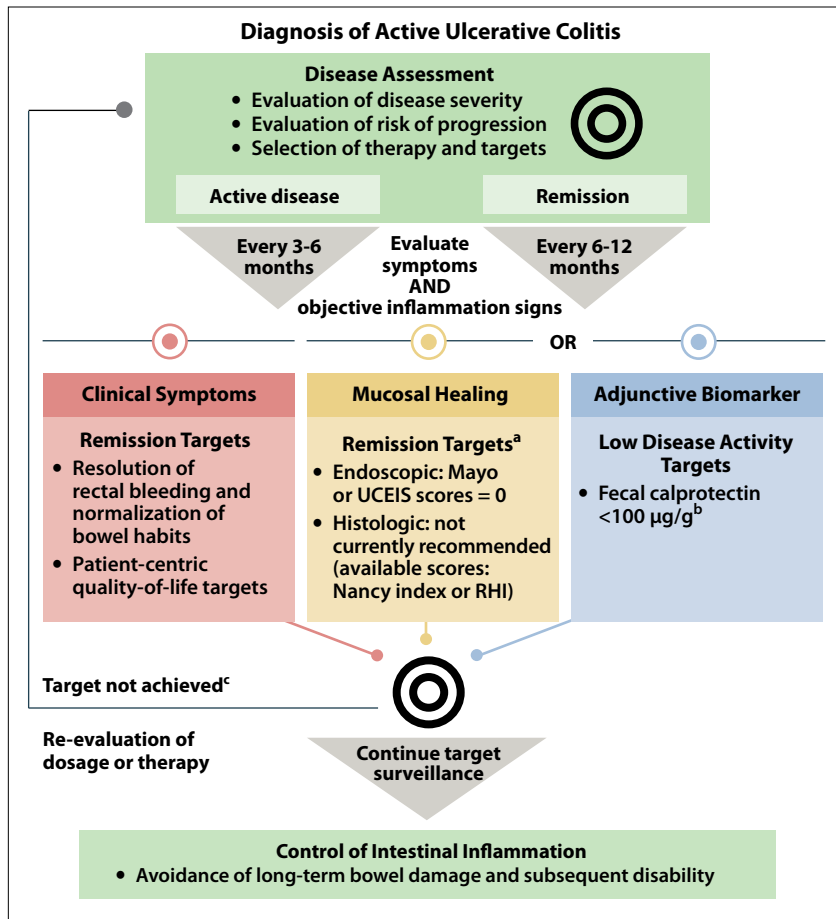 Diagnosis of Active Ulcerative Colitis
Disease Assessment
• Evaluation of disease severity
• Evaluation of risk of progression
• Selection of therapy and targets
Active disease
Remission
Every 3-6
months
Evaluate
symptoms
AND
objective inflammation signs
Every 6-12
months
OR
Clinical Symptoms
Remission Targets
• Resolution of
rectal bleeding and
normalization of
bowel habits
• Patient-centric
quality-of-life targets
Mucosal Healing
Remission Targetsᵃ
• Endoscopic: Mayo
or UCEIS scores = 0
• Histologic: not
currently recommended
(available scores:
Nancy index or RHI)
Adjunctive Biomarker
Low Disease Activity
Targets
• Fecal calprotectin
<100 µg/gᵇ
Target not achievedᶜ
Re-evaluation of
dosage or therapy
Continue target
surveillance
Control of Intestinal Inflammation
• Avoidance of long-term bowel damage and subsequent disability